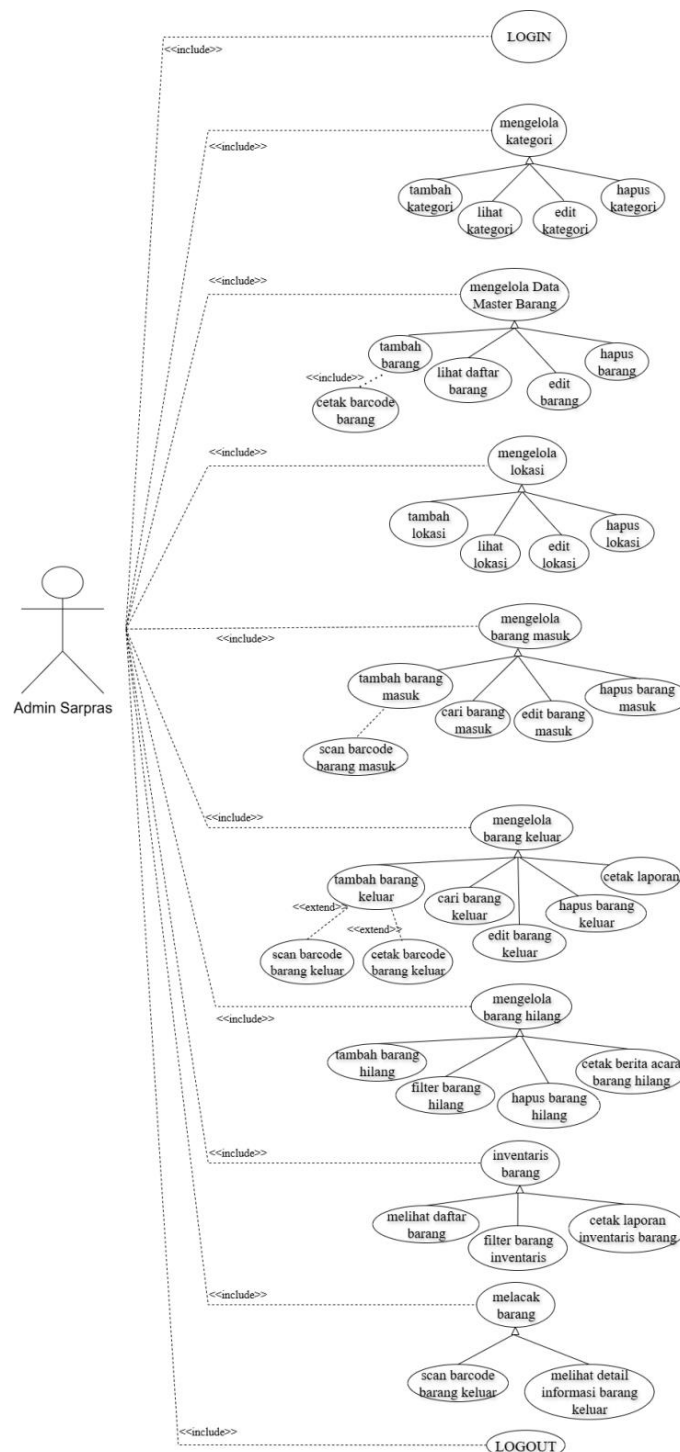 LOGIN
<<include>>
mengelola
kategori
<<include>>
tambah
kategori
lihat
kategori
edit
kategori
hapus
kategori
<<include>>
mengelola Data
Master Barang
tambah
barang
lihat daftar
barang
edit
barang
hapus
barang
<<include>>
cetak barcode
barang
<<include>>
mengelola
lokasi
tambah
lokasi
lihat
lokasi
edit
lokasi
hapus
lokasi
Admin Sarpras
<<include>>
mengelola
barang masuk
tambah barang
masuk
cari barang
masuk
edit barang
masuk
hapus barang
masuk
scan barcode
barang masuk
<<include>>
mengelola
barang keluar
tambah barang
keluar
cari barang
keluar
edit barang
keluar
hapus barang
keluar
cetak laporan
<<extend>>
<<extend>>
scan barcode
barang keluar
cetak barcode
barang keluar
<<include>>
mengelola
barang hilang
tambah barang
hilang
filter barang
hilang
hapus barang
hilang
cetak berita acara
barang hilang
<<include>>
inventaris
barang
melihat daftar
barang
filter barang
inventaris
cetak laporan
inventaris barang
<<include>>
melacak
barang
scan barcode
barang keluar
melihat detail
informasi barang
keluar
<<include>>
LOGOUT